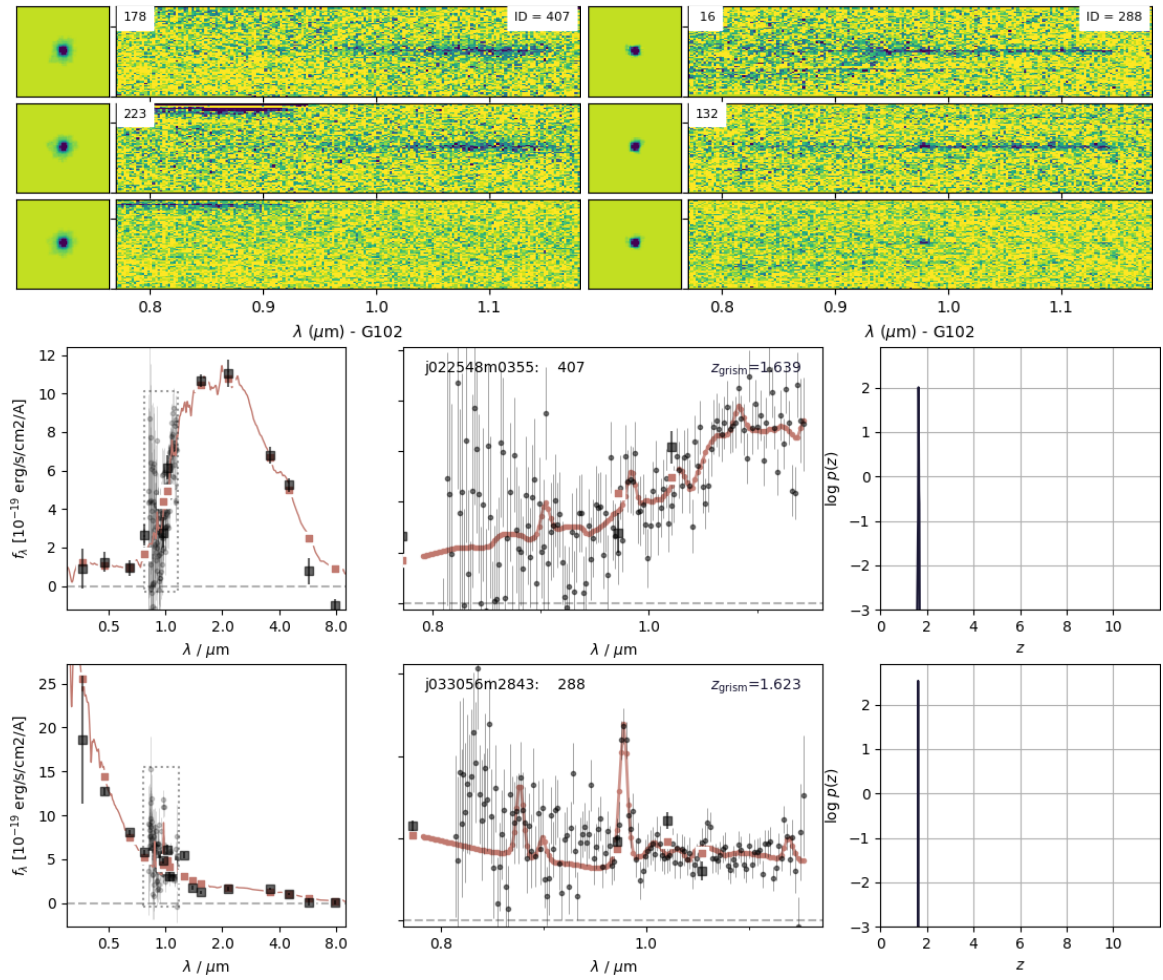 178
ID = 407
16
ID = 288
223
132
0.8 0.9 1.0 1.1
0.8 0.9 1.0 1.1
λ (μm) - G102
λ (μm) - G102
12
10
8
6
4
2
0
f_λ [10⁻¹⁹ erg/s/cm2/A]
0.5 1.0 2.0 4.0 8.0
λ / μm
j022548m0355: 407
z_grism=1.639
0.8 1.0
λ / μm
log p(z)
2
1
0
−1
−2
−3
0 2 4 6 8 10
z
25
20
15
10
5
0
f_λ [10⁻¹⁹ erg/s/cm2/A]
0.5 1.0 2.0 4.0 8.0
λ / μm
j033056m2843: 288
z_grism=1.623
0.8 1.0
λ / μm
log p(z)
2
1
0
−1
−2
−3
0 2 4 6 8 10
z